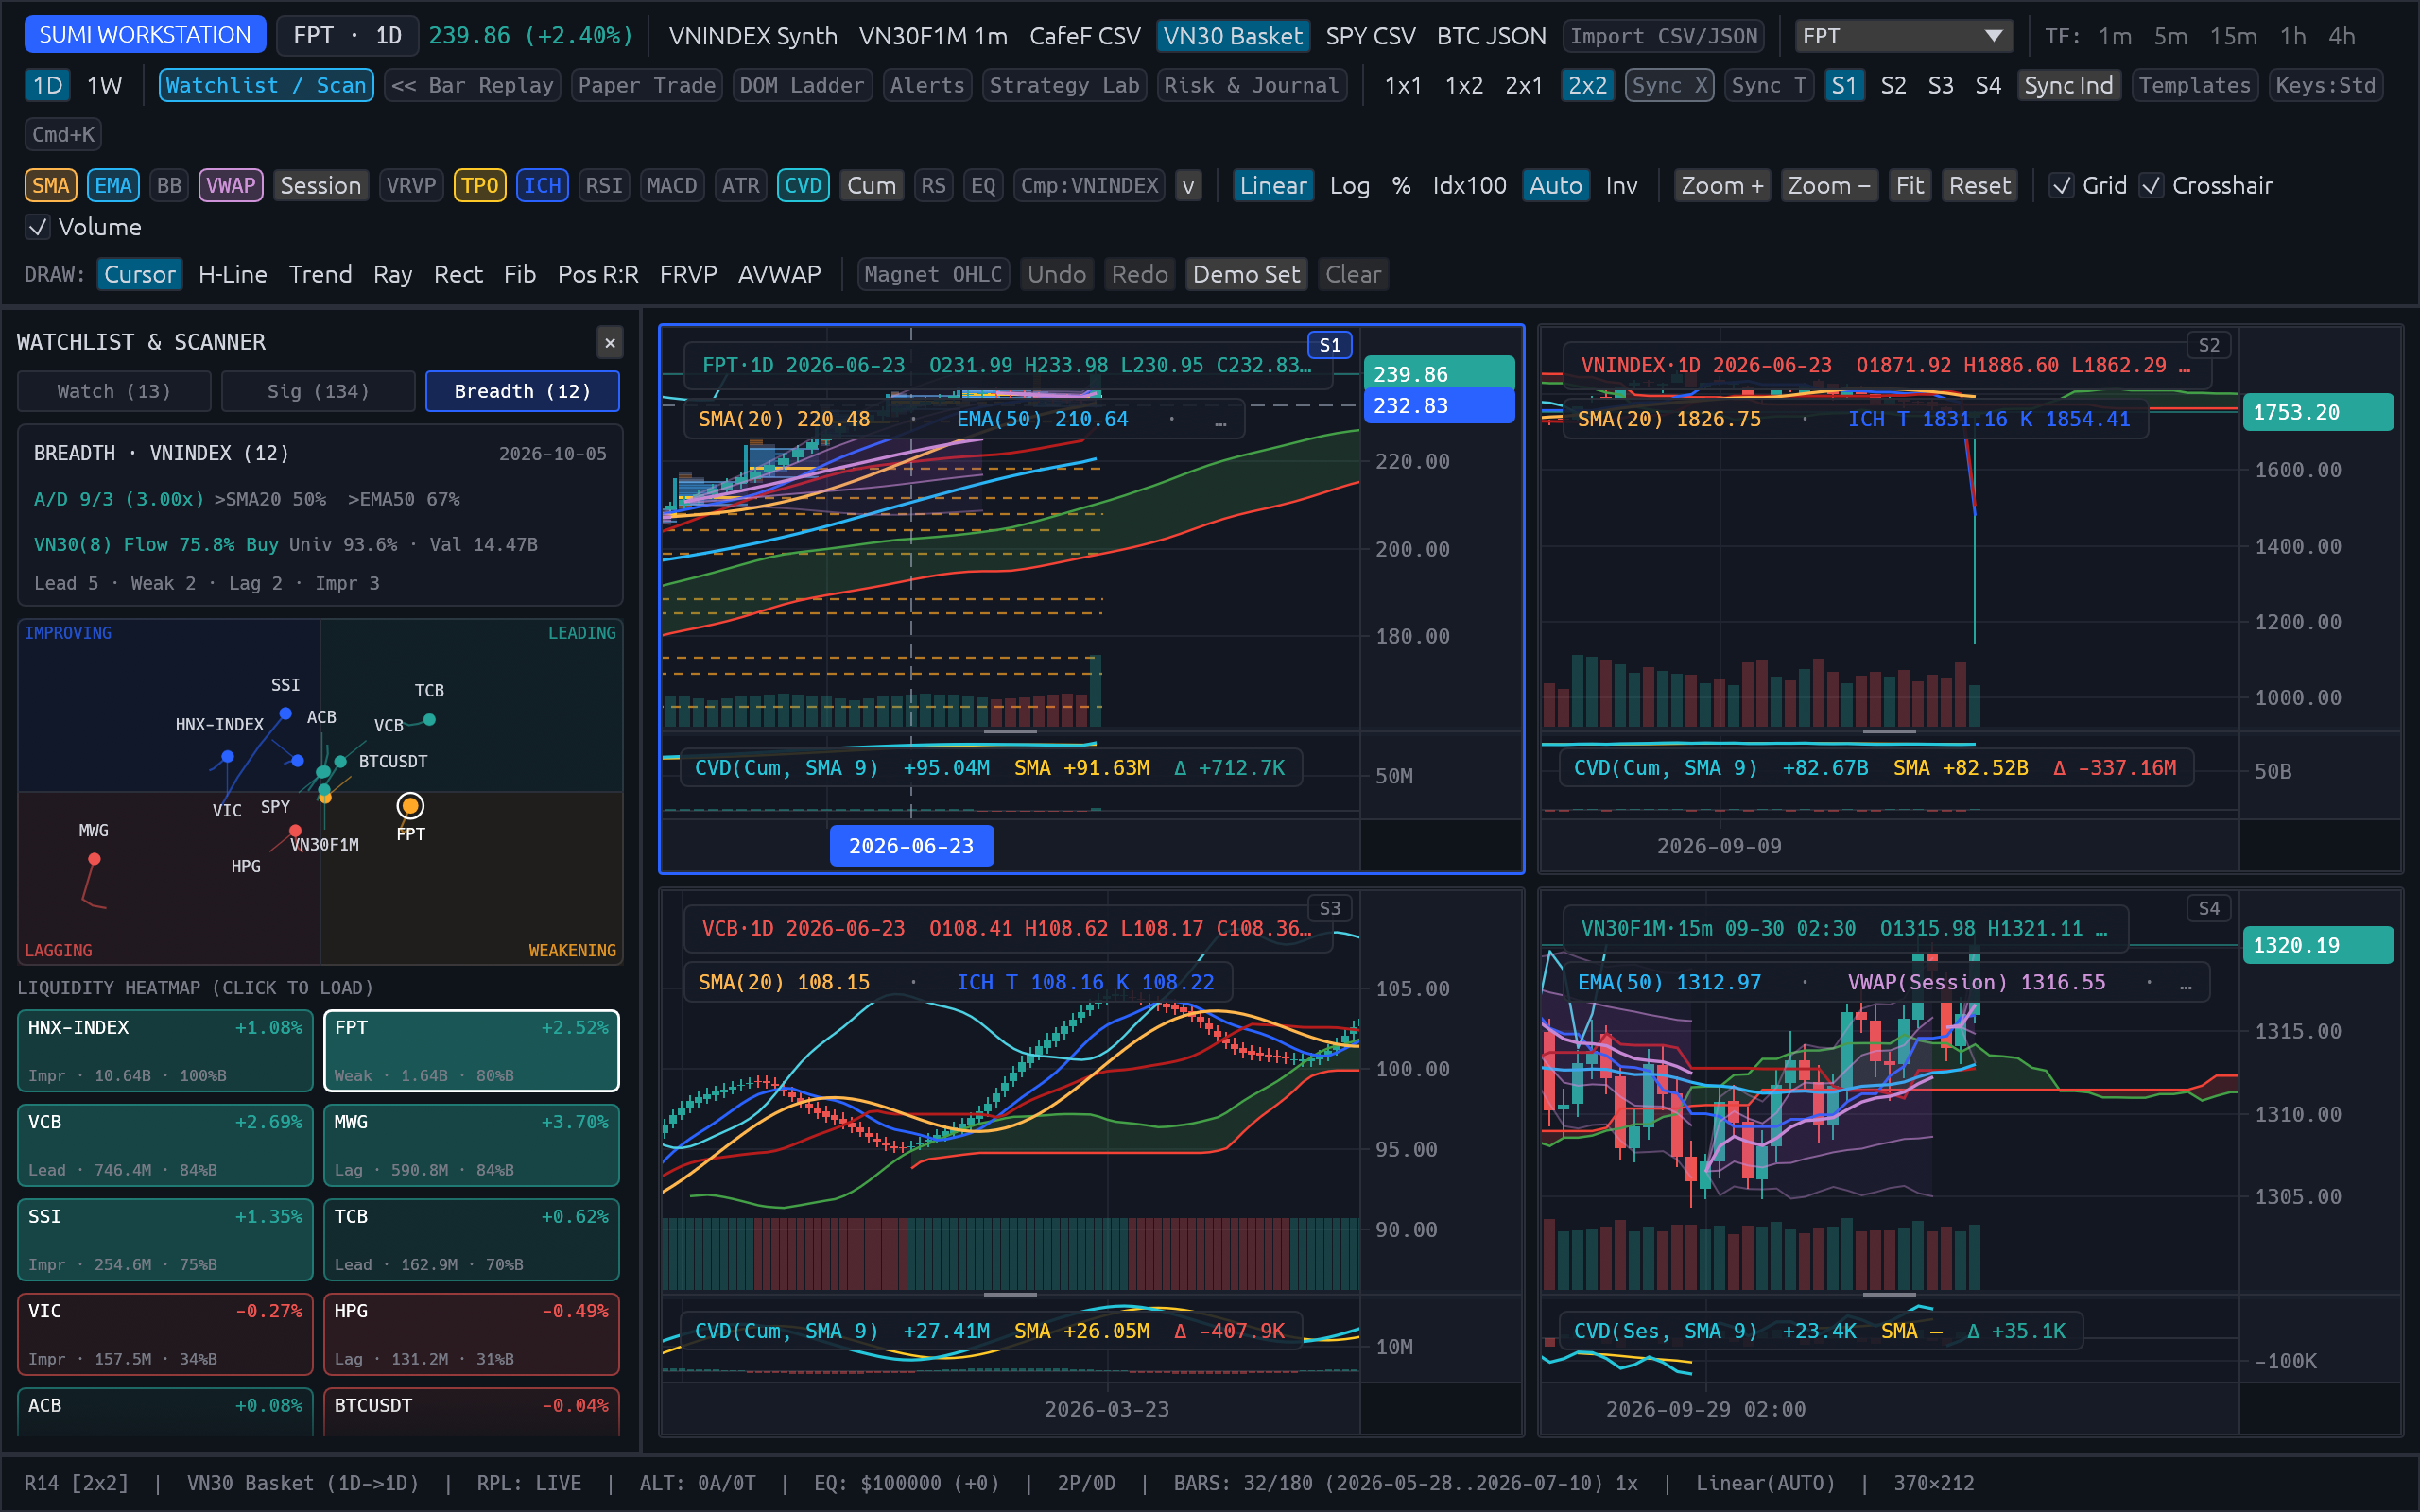 SUMI WORKSTATION FPT · 1D 239.86 (+2.40%) VNINDEX Synth VN30F1M 1m CafeF CSV VN30 Basket SPY CSV BTC JSON Import CSV/JSON FPT TF: 1m 5m 15m 1h 4h
1D 1W Watchlist / Scan << Bar Replay Paper Trade DOM Ladder Alerts Strategy Lab Risk & Journal 1x1 1x2 2x1 2x2 Sync X Sync T S1 S2 S3 S4 Sync Ind Templates Keys:Std
Cmd+K
SMA EMA BB VWAP Session VRVP TPO ICH RSI MACD ATR CVD Cum RS EQ Cmp:VNINDEX v Linear Log % Idx100 Auto Inv Zoom + Zoom − Fit Reset Grid Crosshair
Volume
DRAW: Cursor H-Line Trend Ray Rect Fib Pos R:R FRVP AVWAP Magnet OHLC Undo Redo Demo Set Clear
WATCHLIST & SCANNER ×
Watch (13) Sig (134) Breadth (12)
BREADTH · VNINDEX (12) 2026-10-05
A/D 9/3 (3.00x) >SMA20 50% >EMA50 67%
VN30(8) Flow 75.8% Buy Univ 93.6% · Val 14.47B
Lead 5 · Weak 2 · Lag 2 · Impr 3
IMPROVING LEADING
SSI TCB
HNX-INDEX ACB VCB
BTCUSDT
VIC SPY
MWG FPT
VN30F1M
HPG
LAGGING WEAKENING
LIQUIDITY HEATMAP (CLICK TO LOAD)
HNX-INDEX +1.08% FPT +2.52%
Impr · 10.64B · 100%B Weak · 1.64B · 80%B
VCB +2.69% MWG +3.70%
Lead · 746.4M · 84%B Lag · 590.8M · 84%B
SSI +1.35% TCB +0.62%
Impr · 254.6M · 75%B Lead · 162.9M · 70%B
VIC -0.27% HPG -0.49%
Impr · 157.5M · 34%B Lag · 131.2M · 31%B
ACB +0.08% BTCUSDT -0.04%
S1
FPT·1D 2026-06-23 O231.99 H233.98 L230.95 C232.83…
239.86
232.83
SMA(20) 220.48 · EMA(50) 210.64 · …
220.00
200.00
180.00
CVD(Cum, SMA 9) +95.04M SMA +91.63M Δ +712.7K
50M
2026-06-23
S2
VNINDEX·1D 2026-06-23 O1871.92 H1886.60 L1862.29 …
1753.20
SMA(20) 1826.75 · ICH T 1831.16 K 1854.41
1600.00
1400.00
1200.00
1000.00
CVD(Cum, SMA 9) +82.67B SMA +82.52B Δ -337.16M
50B
2026-09-09
S3
VCB·1D 2026-06-23 O108.41 H108.62 L108.17 C108.36…
SMA(20) 108.15 · ICH T 108.16 K 108.22
105.00
100.00
95.00
90.00
CVD(Cum, SMA 9) +27.41M SMA +26.05M Δ -407.9K
10M
2026-03-23
S4
VN30F1M·15m 09-30 02:30 O1315.98 H1321.11 …
1320.19
EMA(50) 1312.97 · VWAP(Session) 1316.55 · …
1315.00
1310.00
1305.00
CVD(Ses, SMA 9) +23.4K SMA — Δ +35.1K
-100K
2026-09-29 02:00
R14 [2x2] | VN30 Basket (1D->1D) | RPL: LIVE | ALT: 0A/0T | EQ: $100000 (+0) | 2P/0D | BARS: 32/180 (2026-05-28..2026-07-10) 1x | Linear(AUTO) | 370×212